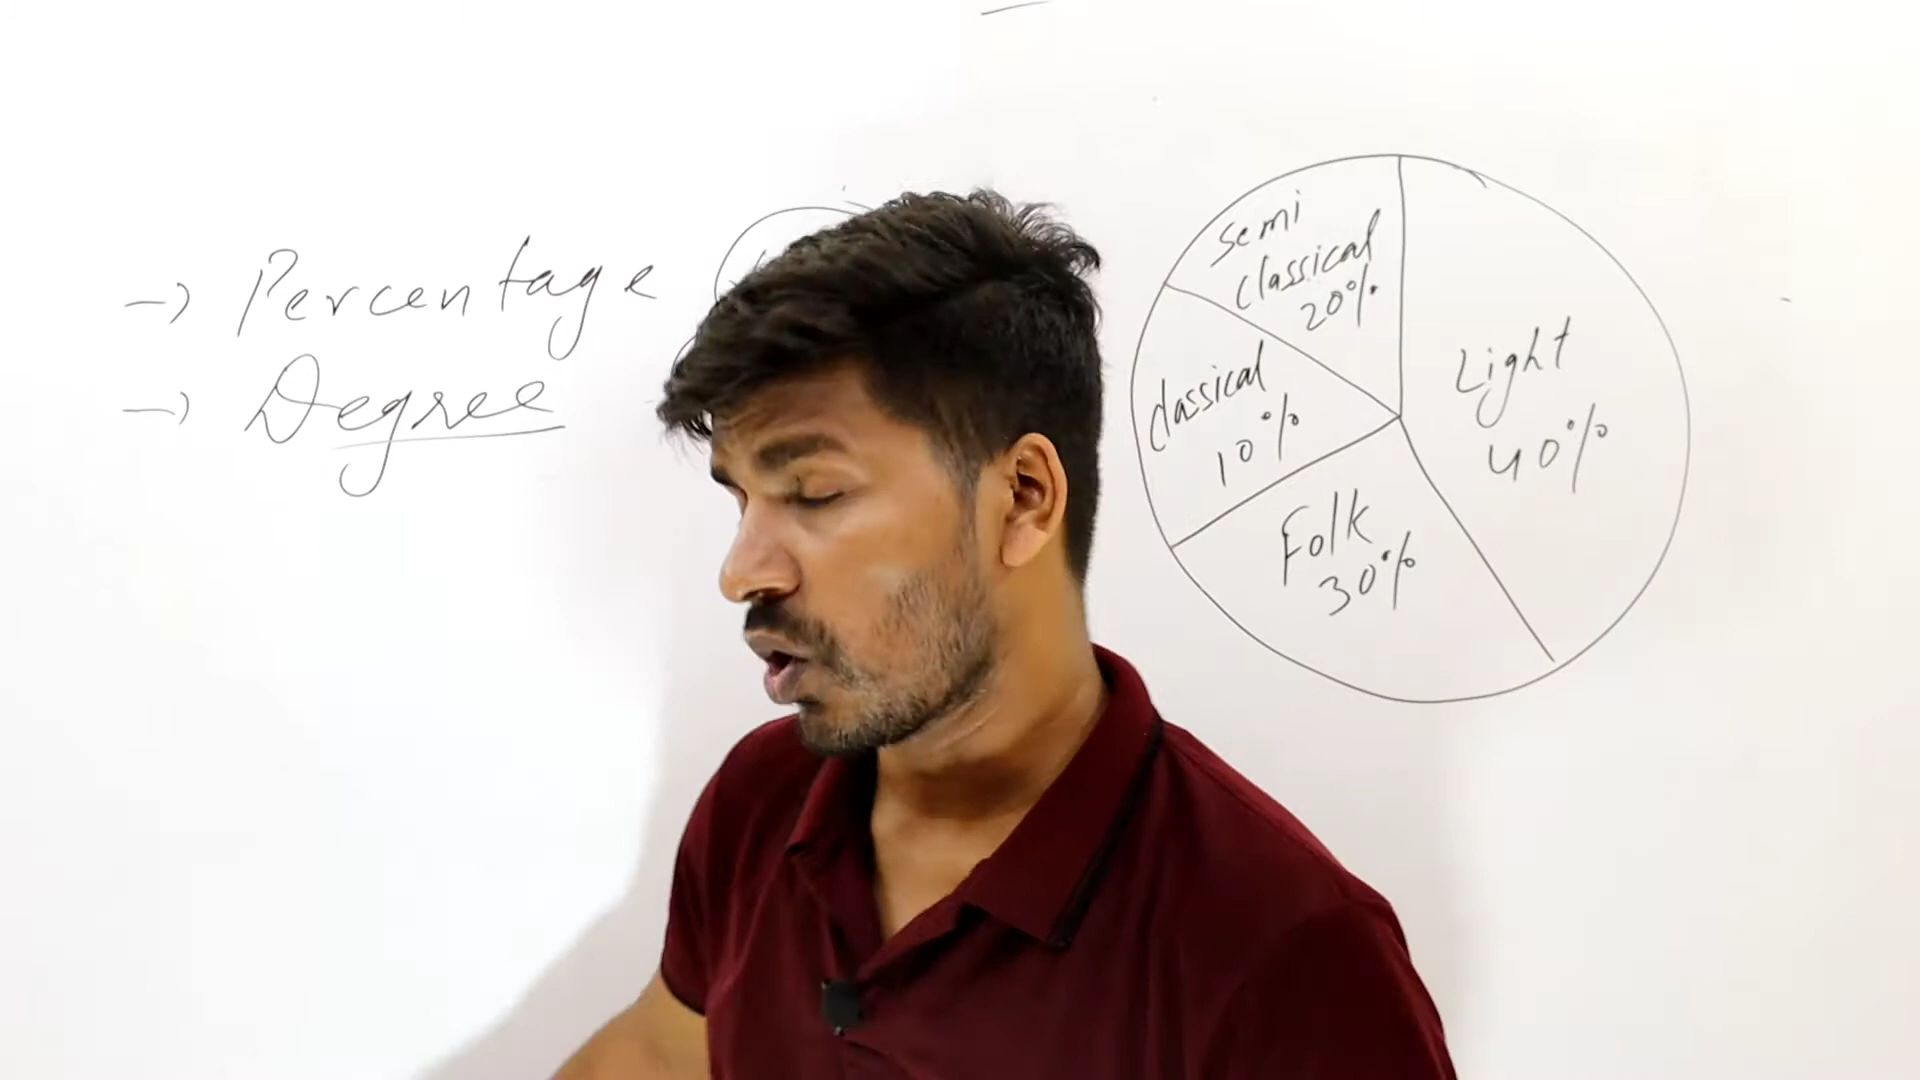 → Percentage
→ Degree
semi
classical
20%
Light
40%
classical
10%
Folk
30%